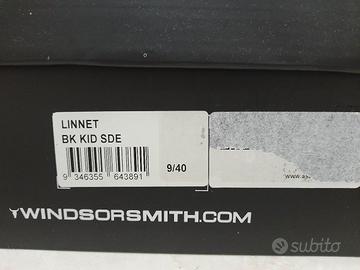 LINNET
BK KID SDE
9 346355 643891
9/40
WINDSORSMITH.COM
subito